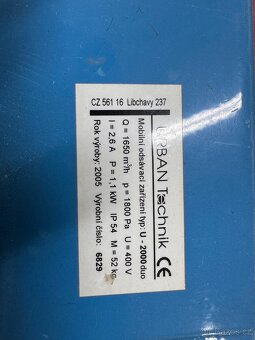 URBAN Technik CE
Mobilní odsávací zařízení typ: U - 2000 duo
Q = 1650 m³/h p = 1800 Pa U = 400 V
I = 2,6 A P = 1,1 kW IP 54 M = 52 kg
Rok výroby: 2005 Výrobní číslo: 6829
CZ 561 16 Libchavy 237